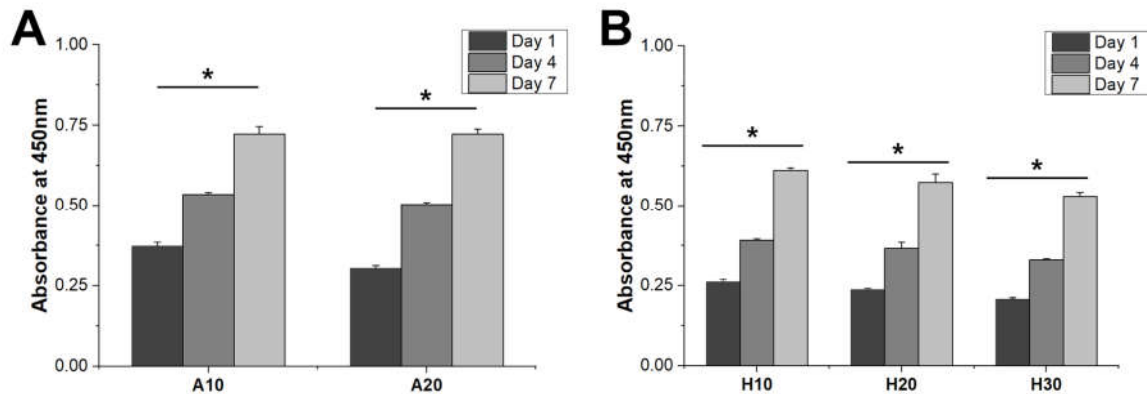 A
Absorbance at 450nm
1.00
0.75
0.50
0.25
0.00
*
*
Day 1
Day 4
Day 7
A10
A20
B
Absorbance at 450nm
1.00
0.75
0.50
0.25
0.00
*
*
*
Day 1
Day 4
Day 7
H10
H20
H30